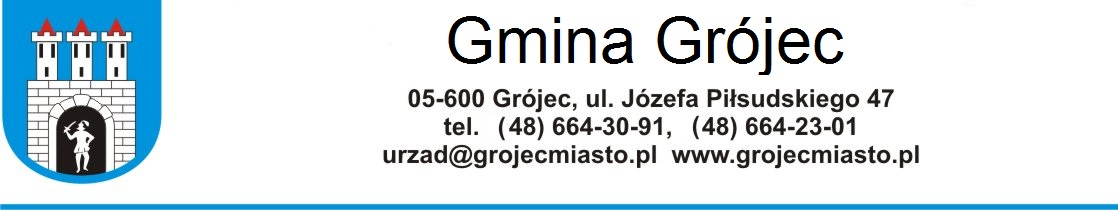 Gmina Grójec
05-600 Grójec, ul. Józefa Piłsudskiego 47
tel. (48) 664-30-91, (48) 664-23-01
urzad@grojecmiasto.pl www.grojecmiasto.pl